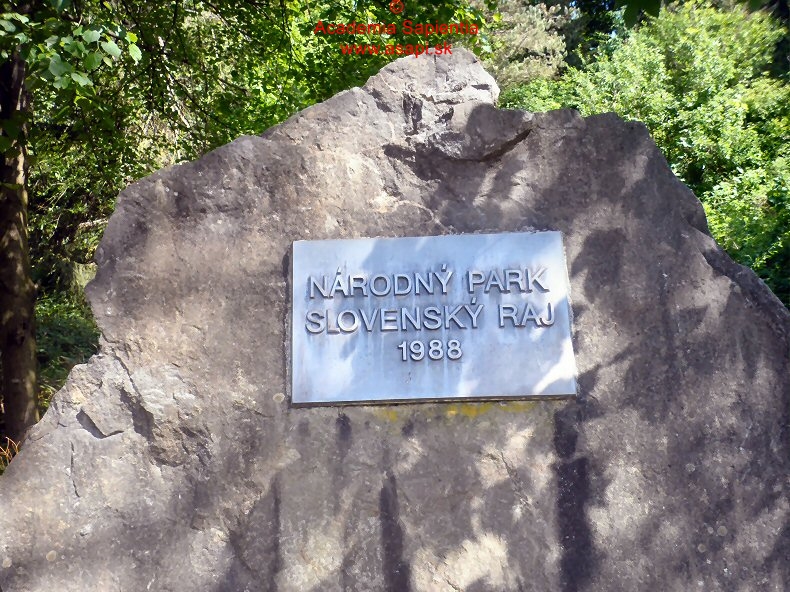 ©
Academia Sapientia
www.asapi.sk
NÁRODNÝ PARK
SLOVENSKÝ RAJ
1988